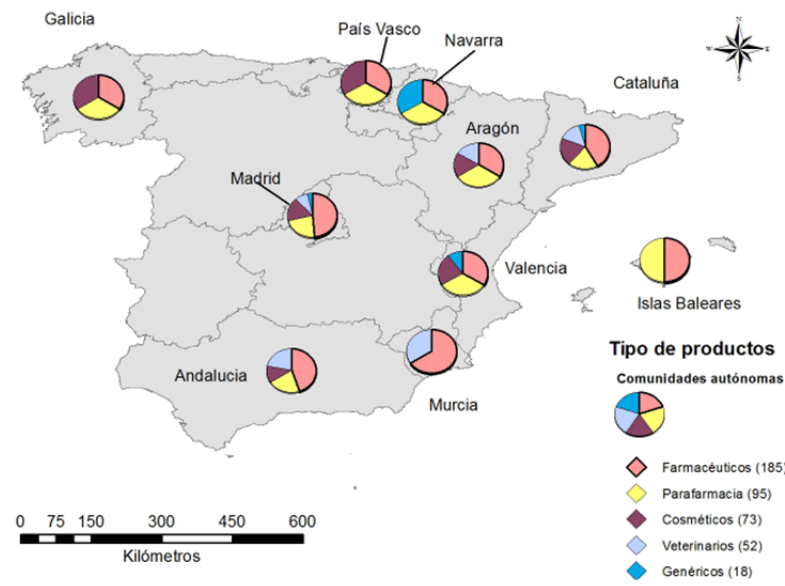 Galicia
País Vasco
Navarra
N
W
E
S
Cataluña
Aragón
Madrid
Valencia
Islas Baleares
Andalucia
Murcia
Tipo de productos
Comunidades autónomas
Farmacéuticos (185)
Parafarmacia (95)
Cosméticos (73)
Veterinarios (52)
Genéricos (18)
0 75 150 300 450 600
Kilómetros